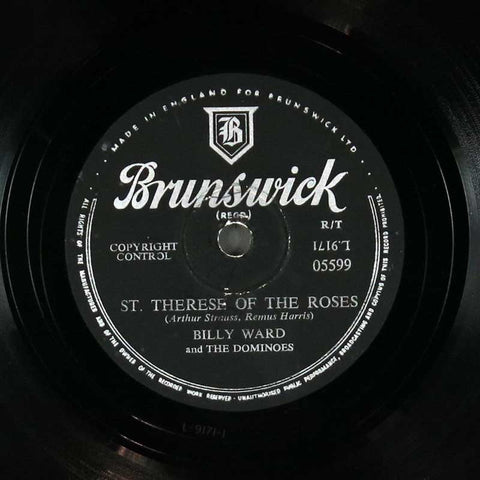 MADE IN ENGLAND FOR BRUNSWICK LTD.
B
Brunswick
(REGD.)
R/T
COPYRIGHT
CONTROL
L.9171
05599
ST. THERESE OF THE ROSES
(Arthur Strauss, Remus Harris)
BILLY WARD
and THE DOMINOES
ALL RIGHTS OF THE MANUFACTURER AND OF THE OWNER OF THE RECORDED WORK RESERVED · UNAUTHORISED PUBLIC PERFORMANCE, BROADCASTING AND COPYING OF THIS RECORD PROHIBITED